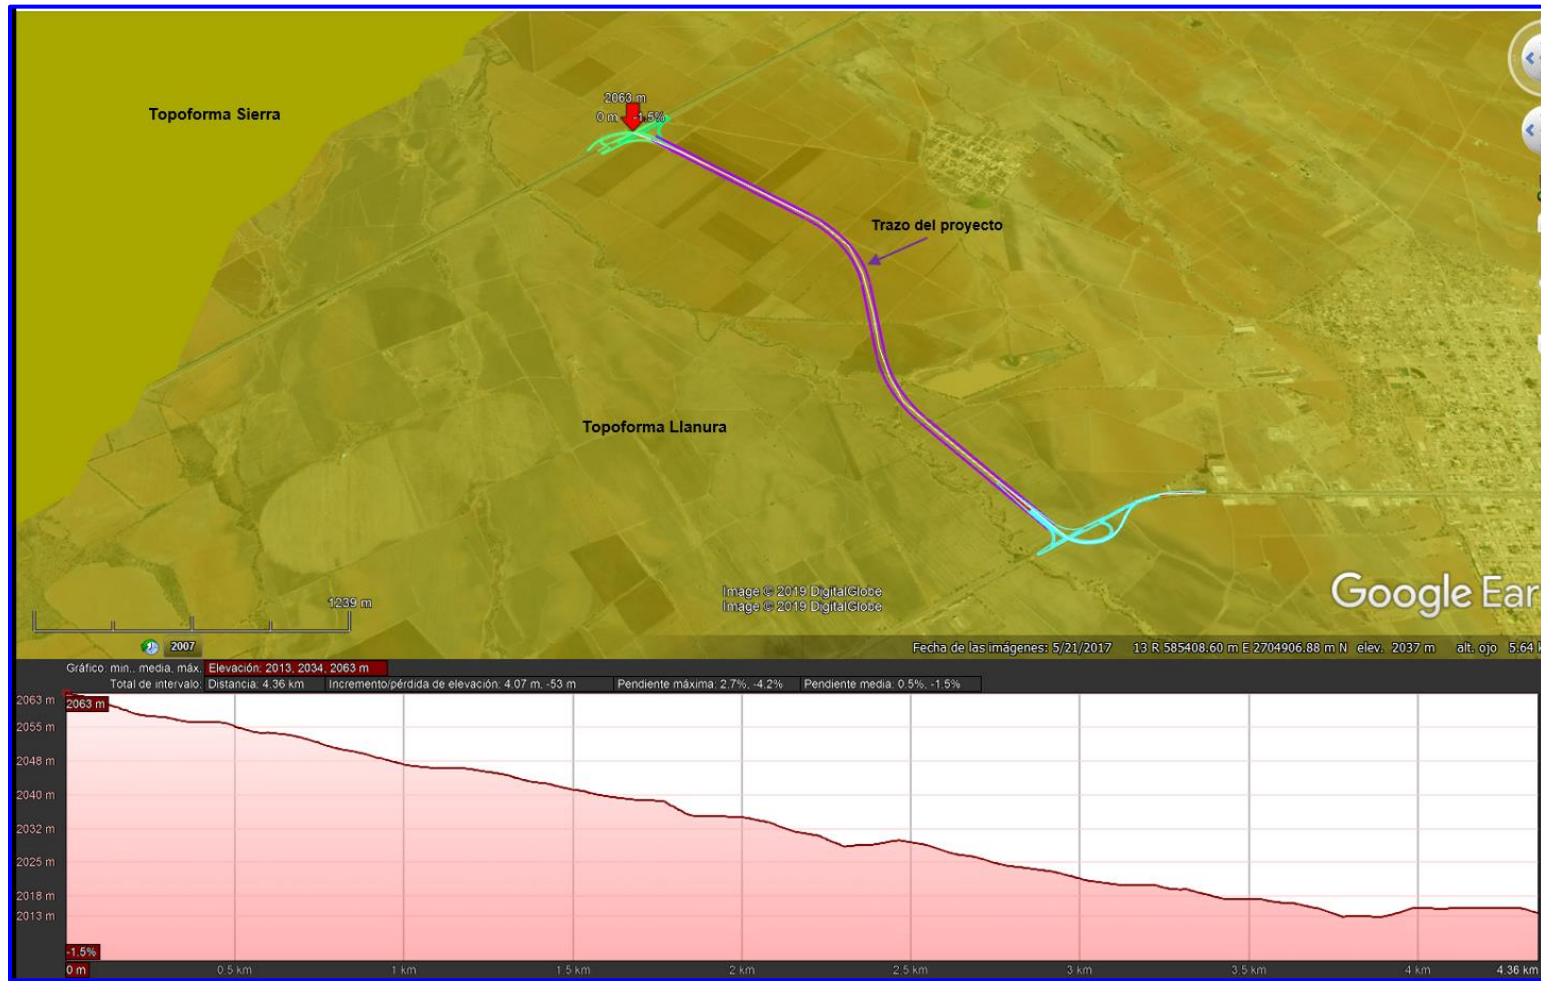 Topoforma Sierra
2063 m
0 m -1.5%
Trazo del proyecto
Topoforma Llanura
1239 m
Image © 2019 DigitalGlobe
Image © 2019 DigitalGlobe
Google Ear
2007
Fecha de las imágenes: 5/21/2017 13 R 585408.60 m E 2704906.88 m N elev. 2037 m alt. ojo 5.64 k
Gráfico: min., media, máx. Elevación: 2013, 2034, 2063 m
Total de intervalo: Distancia: 4.36 km Incremento/pérdida de elevación: 4.07 m, -53 m Pendiente máxima: 2.7%, -4.2% Pendiente media: 0.5%, -1.5%
2063 m
2063 m
2055 m
2048 m
2040 m
2032 m
2025 m
2018 m
2013 m
-1.5%
0 m 0.5 km 1 km 1.5 km 2 km 2.5 km 3 km 3.5 km 4 km 4.36 km